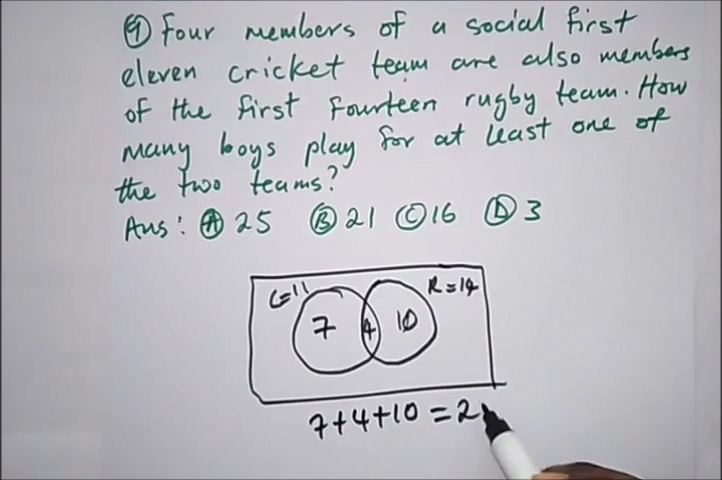 9 Four members of a social first
eleven cricket team are also members
of the first fourteen rugby team. How
many boys play for at least one of
the two teams?
Ans: A 25 B 21 C 16 D 3
C=11 R=14
7 4 10
7+4+10=2